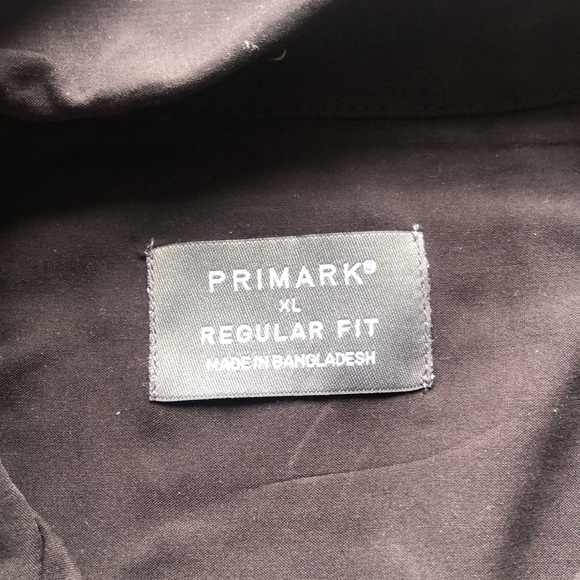 PRIMARK®
XL
REGULAR FIT
MADE IN BANGLADESH